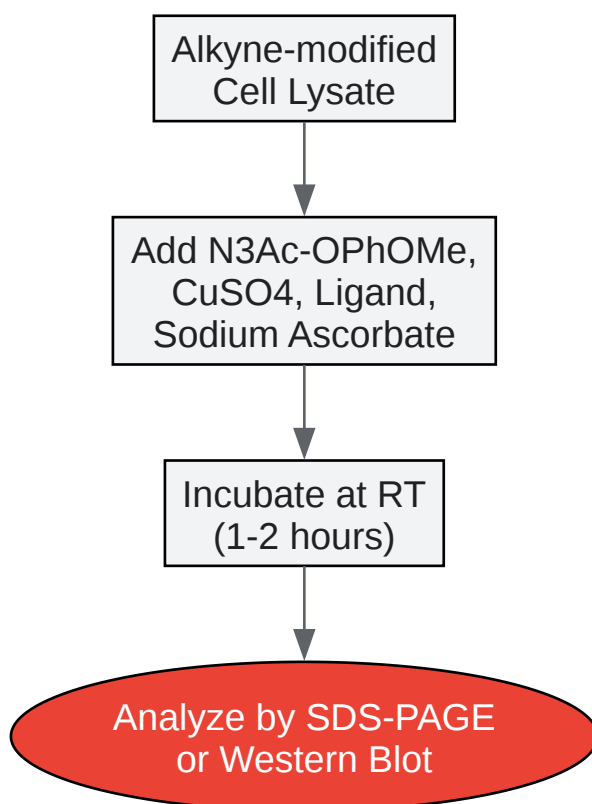 Alkyne-modified
Cell Lysate
Add N3Ac-OPhOMe,
CuSO4, Ligand,
Sodium Ascorbate
Incubate at RT
(1-2 hours)
Analyze by SDS-PAGE
or Western Blot